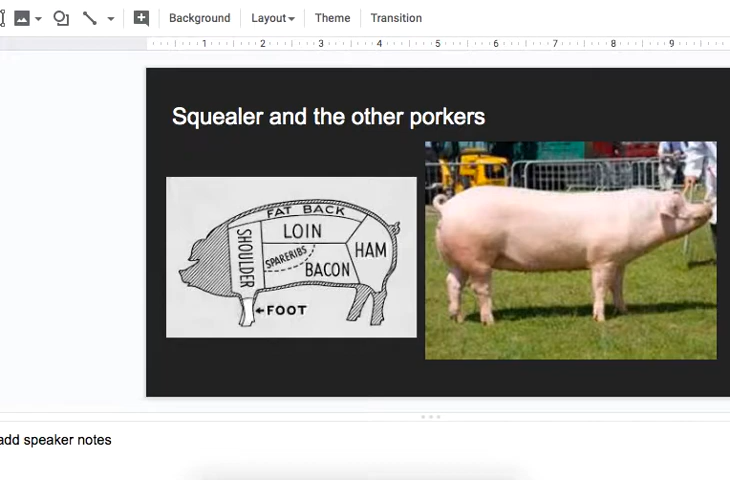 Background Layout Theme Transition
1 2 3 4 5 6 7 8 9
Squealer and the other porkers
FAT BACK
SHOULDER
LOIN
HAM
SPARERIBS
BACON
FOOT
add speaker notes